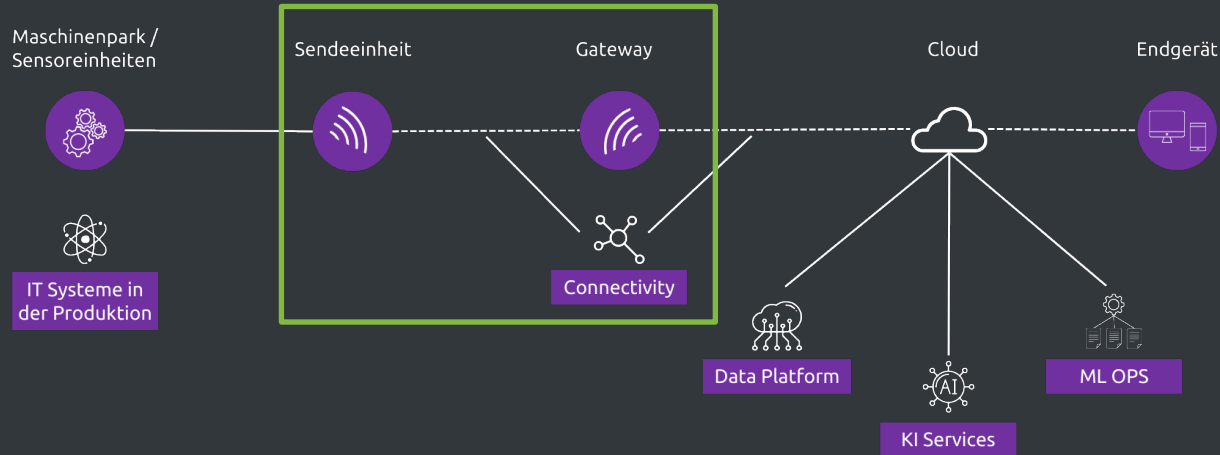 Maschinenpark /
Sensoreinheiten
Sendeeinheit
Gateway
Cloud
Endgerät
IT Systeme in
der Produktion
Connectivity
Data Platform
AI
KI Services
ML OPS